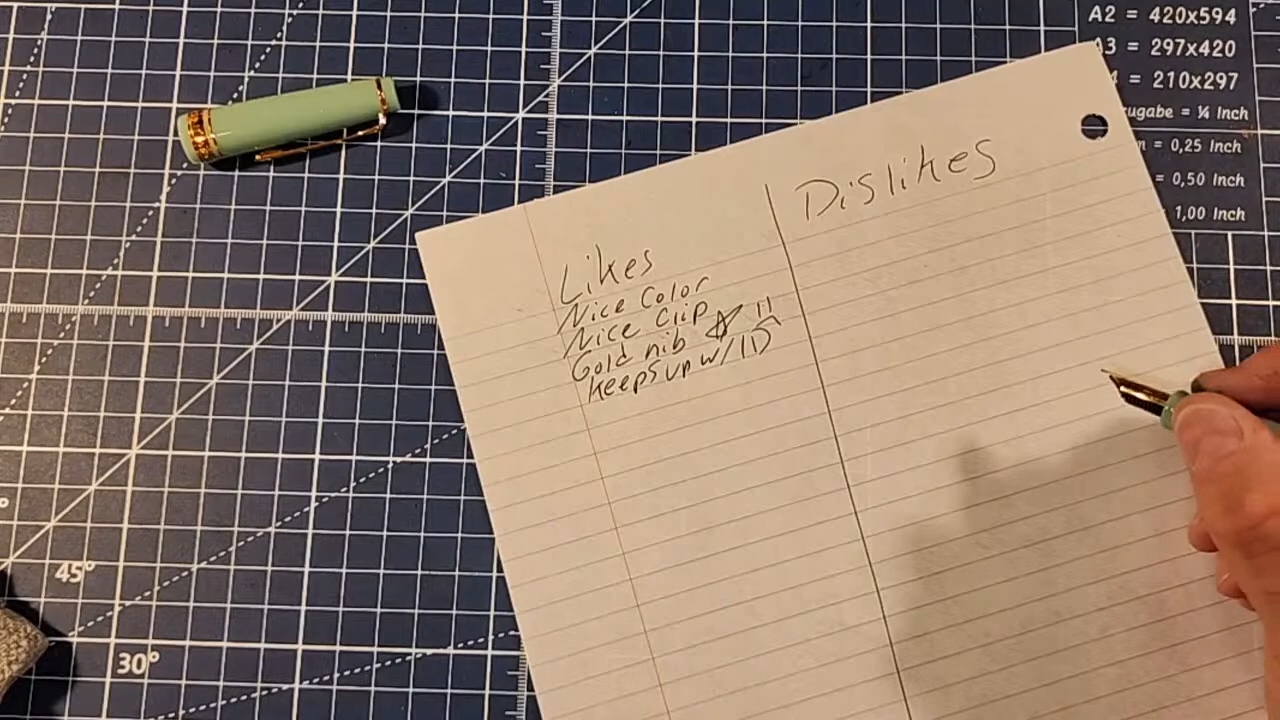 A2 = 420x594
A3 = 297x420
= 210x297
ugabe = ¼ Inch
= 0,25 Inch
= 0,50 Inch
= 1,00 Inch
Dislikes
Likes
Nice Color
Nice Clip
Gold nib
Keeps up w/
45°
30°